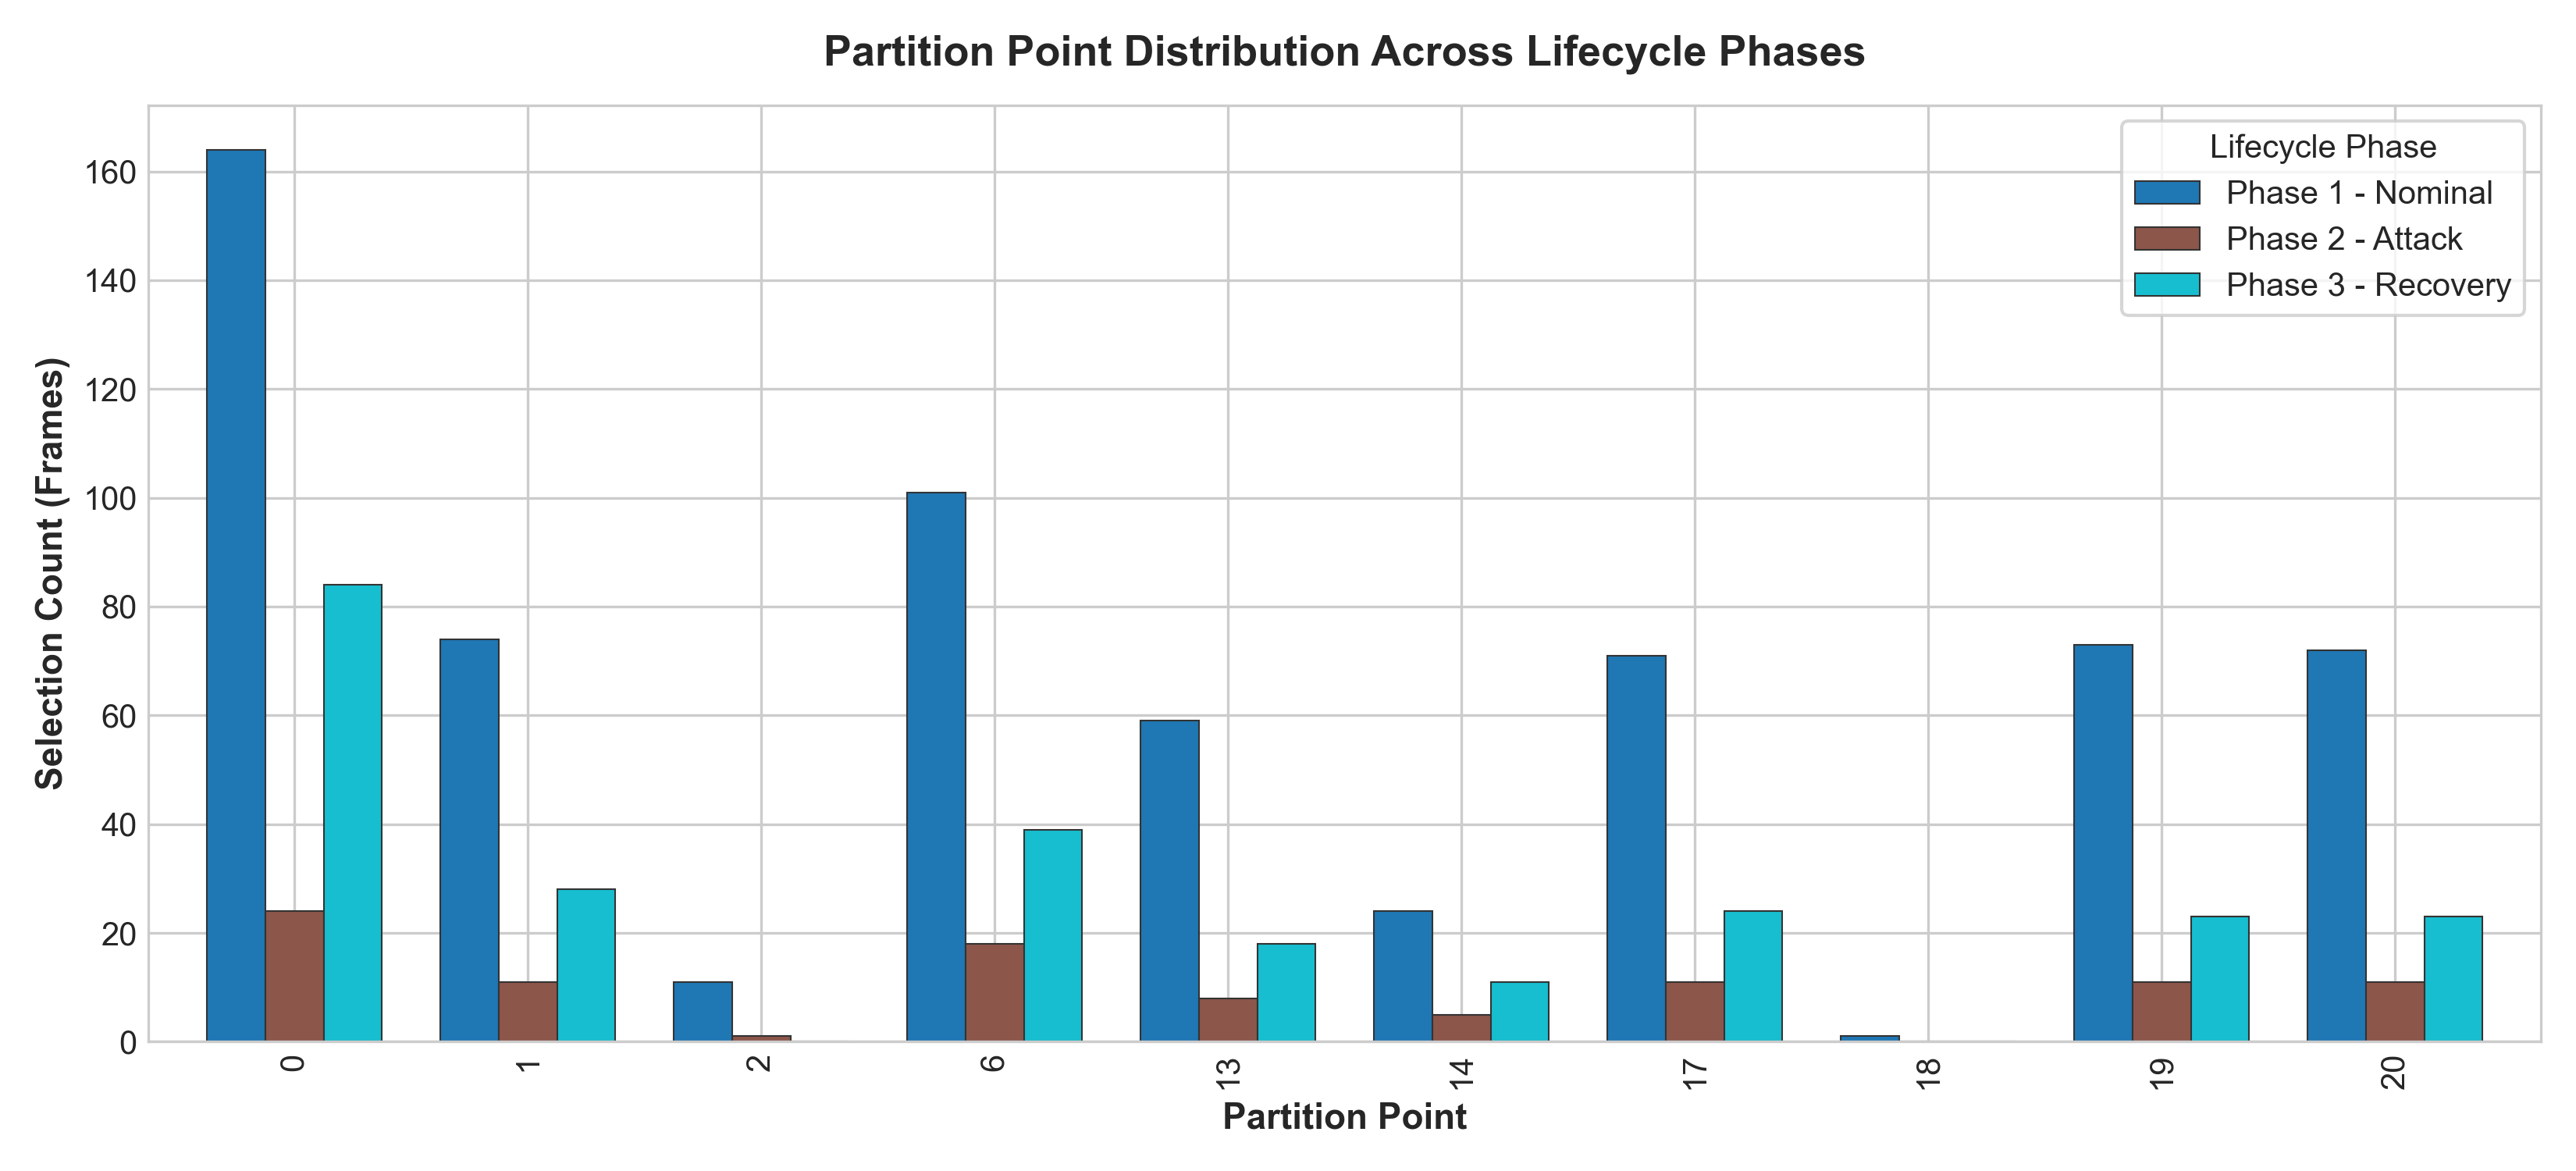 Partition Point Distribution Across Lifecycle Phases
Selection Count (Frames)
160
140
120
100
80
60
40
20
0
Lifecycle Phase
Phase 1 - Nominal
Phase 2 - Attack
Phase 3 - Recovery
0 1 2 6 13 14 17 18 19 20
Partition Point